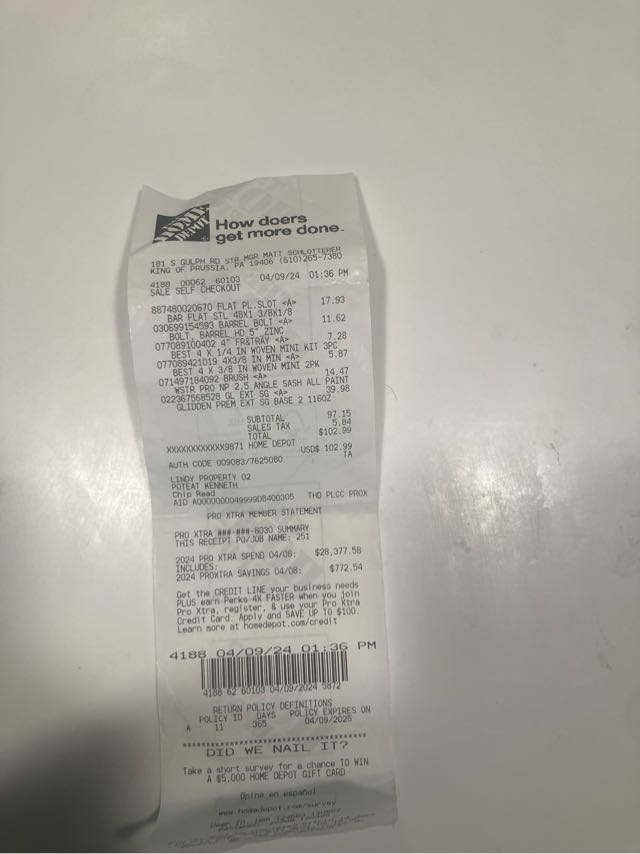 THE HOME DEPOT
How doers
get more done™
181 S GULPH RD STR MGR MATT SCHLOTTERER
KING OF PRUSSIA, PA 19406 (610)265-7380
4188 00062 60103 04/09/24 01:36 PM
SALE SELF CHECKOUT
887480020670 FLAT PL.SLOT <A> 17.93
BAR FLAT STL 48X1 3/8X1/8
030699154593 BARREL BOLT <A> 11.62
BOLT, BARREL HD 5" ZINC
077089100402 4" FR&TRAY <A> 7.28
BEST 4 X 1/4 IN WOVEN MINI KIT 3PC
077089421019 4X3/8 IN MIN <A> 5.87
BEST 4 X 3/8 IN WOVEN MINI 2PK
071497184092 BRUSH <A> 14.47
WSTR PRO NP 2.5 ANGLE SASH ALL PAINT
022367568528 GL EXT SG <A> 39.98
GLIDDEN PREM EXT SG BASE 2 116OZ
SUBTOTAL 97.15
SALES TAX 5.84
TOTAL $102.99
XXXXXXXXXXXX9871 HOME DEPOT
USD$ 102.99
AUTH CODE 009083/7625080 TA
LINDY PROPERTY 02
POTEAT KENNETH
Chip Read
AID A0000000049999D8400305 THD PLCC PROX
PRO XTRA MEMBER STATEMENT
PRO XTRA ###-###-8030 SUMMARY
THIS RECEIPT PO/JOB NAME: 251
2024 PRO XTRA SPEND 04/08: $28,377.58
INCLUDES:
2024 PROXTRA SAVINGS 04/08: $772.54
Get the CREDIT LINE your business needs
PLUS earn Perks 4X FASTER when you join
Pro Xtra, register, & use your Pro Xtra
Credit Card. Apply and SAVE UP TO $100.
Learn more at homedepot.com/credit
4188 04/09/24 01:36 PM
4188 62 60103 04/09/2024 5872
RETURN POLICY DEFINITIONS
POLICY ID DAYS POLICY EXPIRES ON
A 11 365 04/09/2025
DID WE NAIL IT?
Take a short survey for a chance TO WIN
A $5,000 HOME DEPOT GIFT CARD
Opine en español
www.homedepot.com/survey